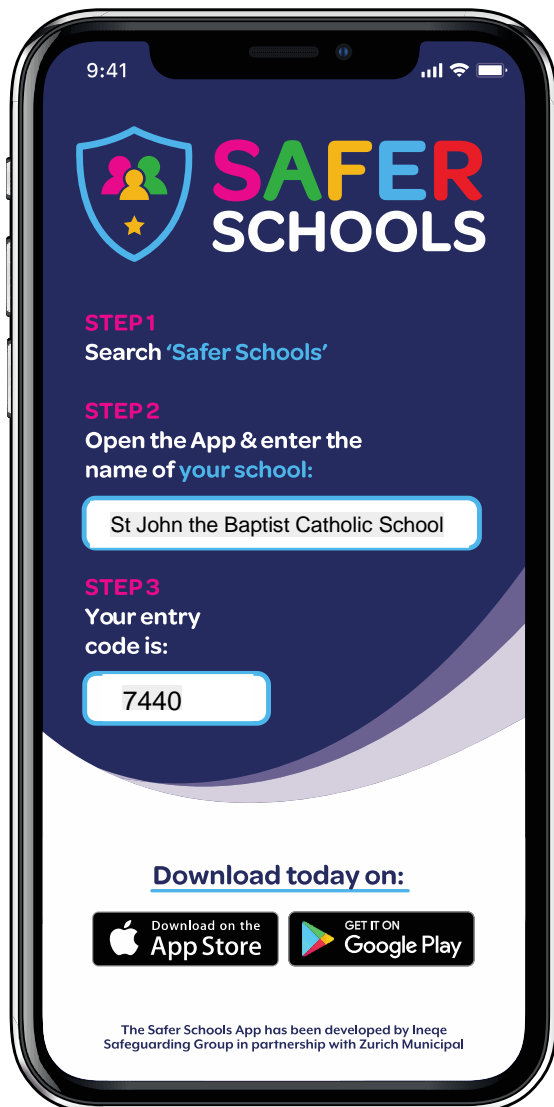 9:41
SAFER
SCHOOLS
STEP 1
Search ‘Safer Schools’
STEP 2
Open the App & enter the
name of your school:
St John the Baptist Catholic School
STEP 3
Your entry
code is:
7440
Download today on:
Download on the
App Store
GET IT ON
Google Play
The Safer Schools App has been developed by Ineqe
Safeguarding Group in partnership with Zurich Municipal